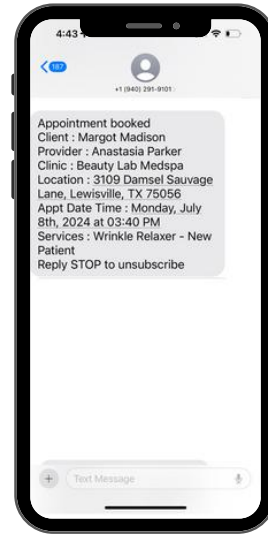 4:43
187
+1 (940) 291-9101
Appointment booked
Client : Margot Madison
Provider : Anastasia Parker
Clinic : Beauty Lab Medspa
Location : 3109 Damsel Sauvage
Lane, Lewisville, TX 75056
Appt Date Time : Monday, July
8th, 2024 at 03:40 PM
Services : Wrinkle Relaxer - New
Patient
Reply STOP to unsubscribe
Text Message